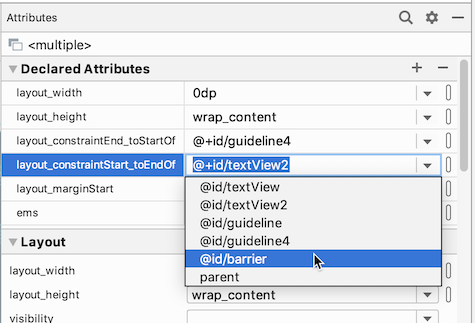 Attributes
<multiple>
Declared Attributes
layout_width 0dp
layout_height wrap_content
layout_constraintEnd_toStartOf @+id/guideline4
layout_constraintStart_toEndOf @+id/textView2
layout_marginStart
@id/textView
@id/textView2
ems
@id/guideline
@id/guideline4
Layout
@id/barrier
layout_width
parent
layout_height wrap_content
visibility